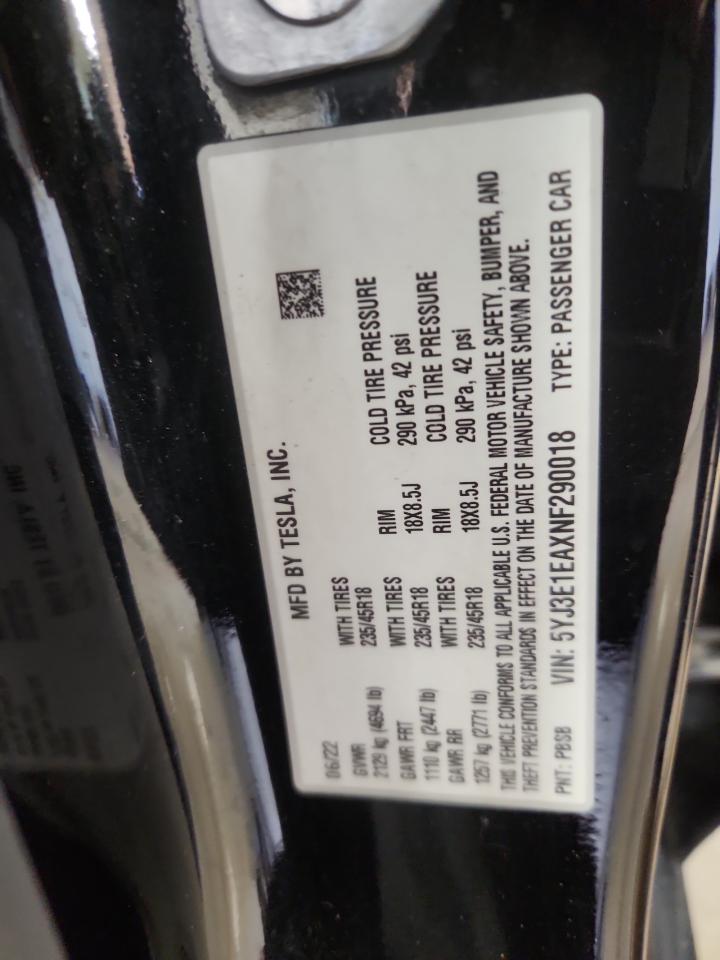 MFD BY TESLA, INC.
06/22
GVWR WITH TIRES
2129 kg (4694 lb) 235/45R18 RIM COLD TIRE PRESSURE
GAWR FRT WITH TIRES 18X8.5J 290 kPa, 42 psi
1110 kg (2447 lb) 235/45R18 RIM COLD TIRE PRESSURE
GAWR RR WITH TIRES 18X8.5J 290 kPa, 42 psi
1257 kg (2771 lb) 235/45R18
THIS VEHICLE CONFORMS TO ALL APPLICABLE U.S. FEDERAL MOTOR VEHICLE SAFETY, BUMPER, AND
THEFT PREVENTION STANDARDS IN EFFECT ON THE DATE OF MANUFACTURE SHOWN ABOVE.
PNT: PBSB VIN: 5YJ3E1EAXNF290018 TYPE: PASSENGER CAR